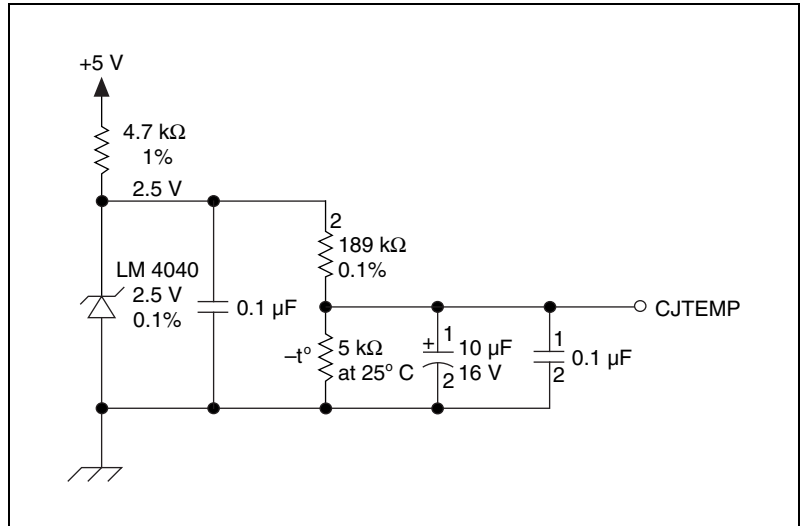 +5 V
4.7 kΩ
1%
2.5 V
2
189 kΩ
0.1%
LM 4040
2.5 V
0.1%
0.1 µF
CJTEMP
–t°
5 kΩ
at 25° C
+
1
10 µF
2
16 V
1
0.1 µF
2